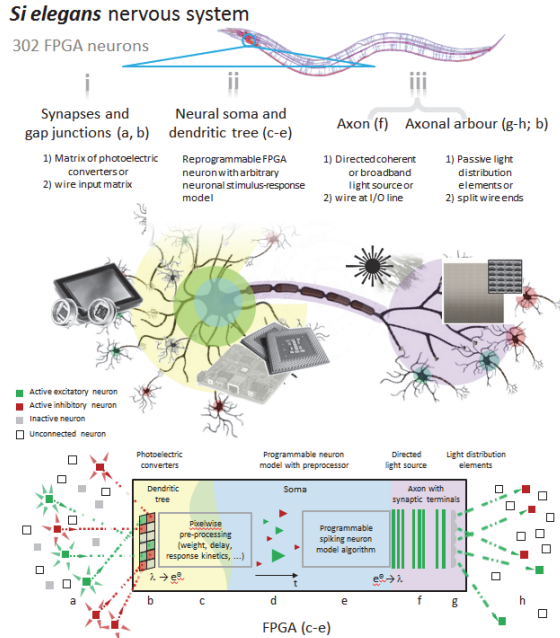 Si elegans nervous system
302 FPGA neurons
i
ii
iii
Synapses and
gap junctions (a, b)
Neural soma and
dendritic tree (c-e)
Axon (f)
Axonal arbour (g-h; b)
1) Matrix of photoelectric
converters or
2) wire input matrix
Reprogrammable FPGA
neuron with arbitrary
neuronal stimulus-response
model
1) Directed coherent
or broadband
light source or
2) wire at I/O line
1) Passive light
distribution
elements or
2) split wire ends
Active excitatory neuron
Active inhibitory neuron
Inactive neuron
Unconnected neuron
Photoelectric
converters
Programmable neuron
model with preprocessor
Directed
light source
Light distribution
elements
Dendritic
tree
Soma
Axon with
synaptic terminals
Pixelwise
pre-processing
(weight, delay,
response kinetics, ...)
Programmable
spiking neuron
model algorithm
λ → e⊖
t
e⊖ → λ
a
b
c
d
e
f
g
h
FPGA (c-e)